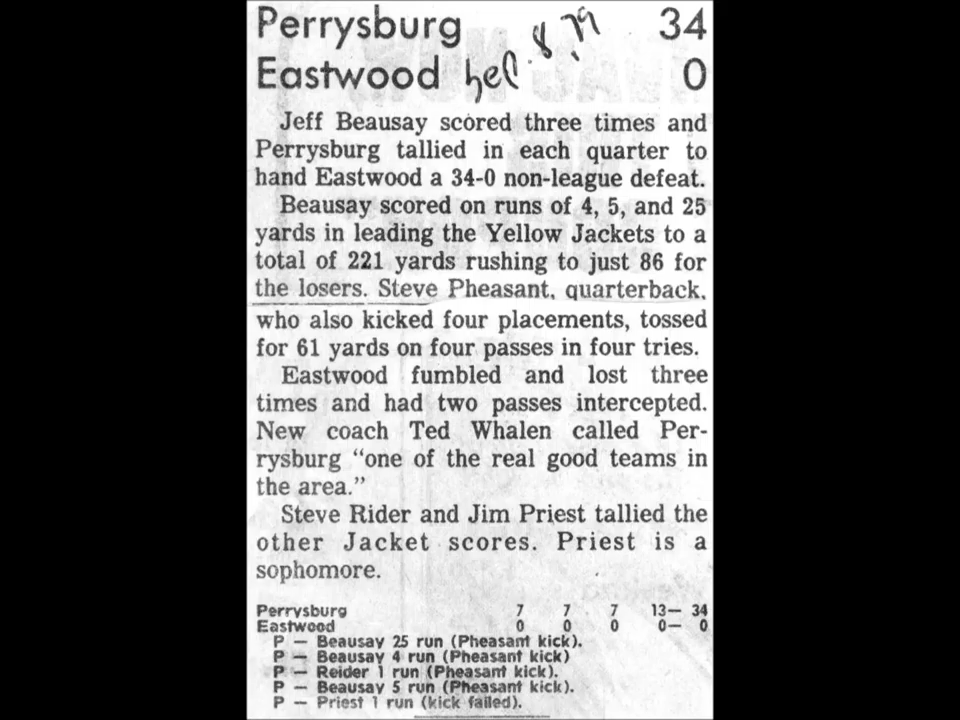 Perrysburg 34
Eastwood 0
Jeff Beausay scored three times and
Perrysburg tallied in each quarter to
hand Eastwood a 34-0 non-league defeat.
Beausay scored on runs of 4, 5, and 25
yards in leading the Yellow Jackets to a
total of 221 yards rushing to just 86 for
the losers. Steve Pheasant, quarterback,
who also kicked four placements, tossed
for 61 yards on four passes in four tries.
Eastwood fumbled and lost three
times and had two passes intercepted.
New coach Ted Whalen called Per-
rysburg “one of the real good teams in
the area.”
Steve Rider and Jim Priest tallied the
other Jacket scores. Priest is a
sophomore.
Perrysburg 7 7 7 13— 34
Eastwood 0 0 0 0— 0
P — Beausay 25 run (Pheasant kick).
P — Beausay 4 run (Pheasant kick)
P — Reider 1 run (Pheasant kick).
P — Beausay 5 run (Pheasant kick).
P — Priest 1 run (kick failed).